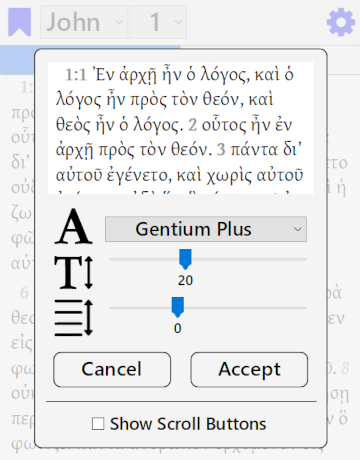 John 1
1:1 Ἐν ἀρχῇ ἦν ὁ λόγος, καὶ ὁ
λόγος ἦν πρὸς τὸν θεόν, καὶ
θεὸς ἦν ὁ λόγος. 2 οὗτος ἦν ἐν
ἀρχῇ πρὸς τὸν θεόν. 3 πάντα δι’
αὐτοῦ ἐγένετο, καὶ χωρὶς αὐτοῦ
A Gentium Plus
T
20
0
Cancel Accept
Show Scroll Buttons